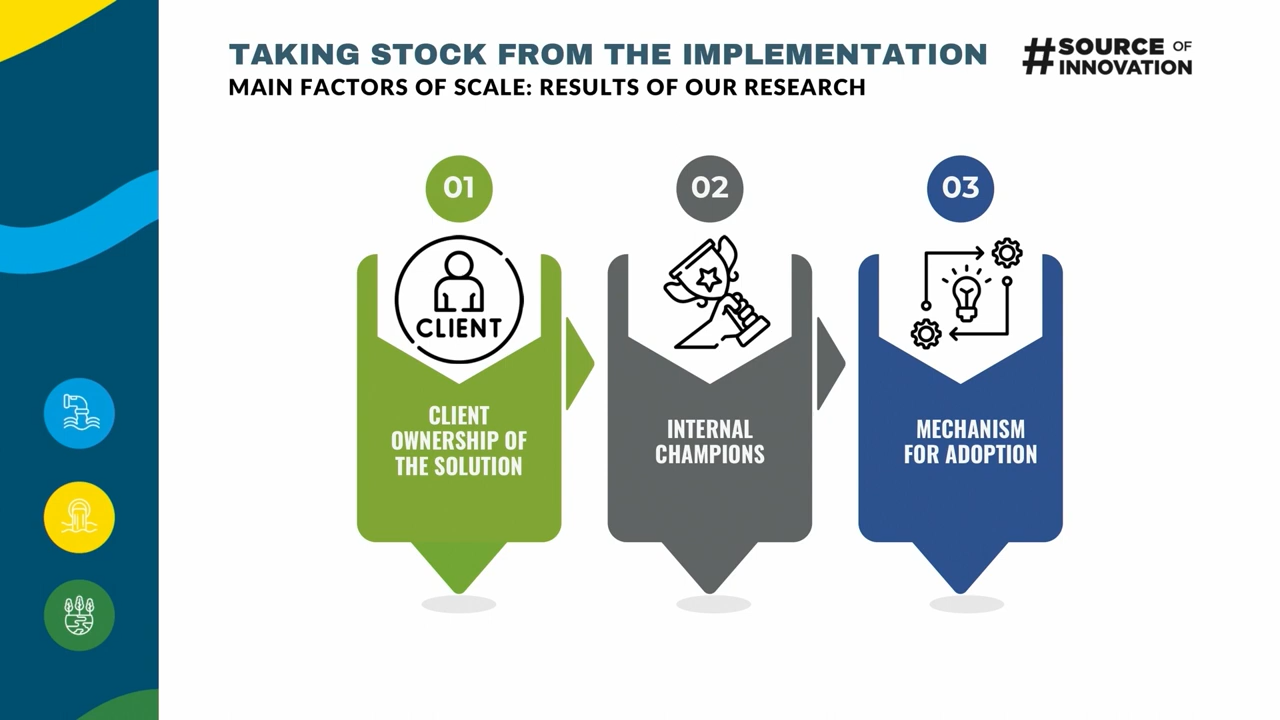 TAKING STOCK FROM THE IMPLEMENTATION
MAIN FACTORS OF SCALE: RESULTS OF OUR RESEARCH
#SOURCE OF
INNOVATION
01
CLIENT
CLIENT
OWNERSHIP OF
THE SOLUTION
02
INTERNAL
CHAMPIONS
03
MECHANISM
FOR ADOPTION